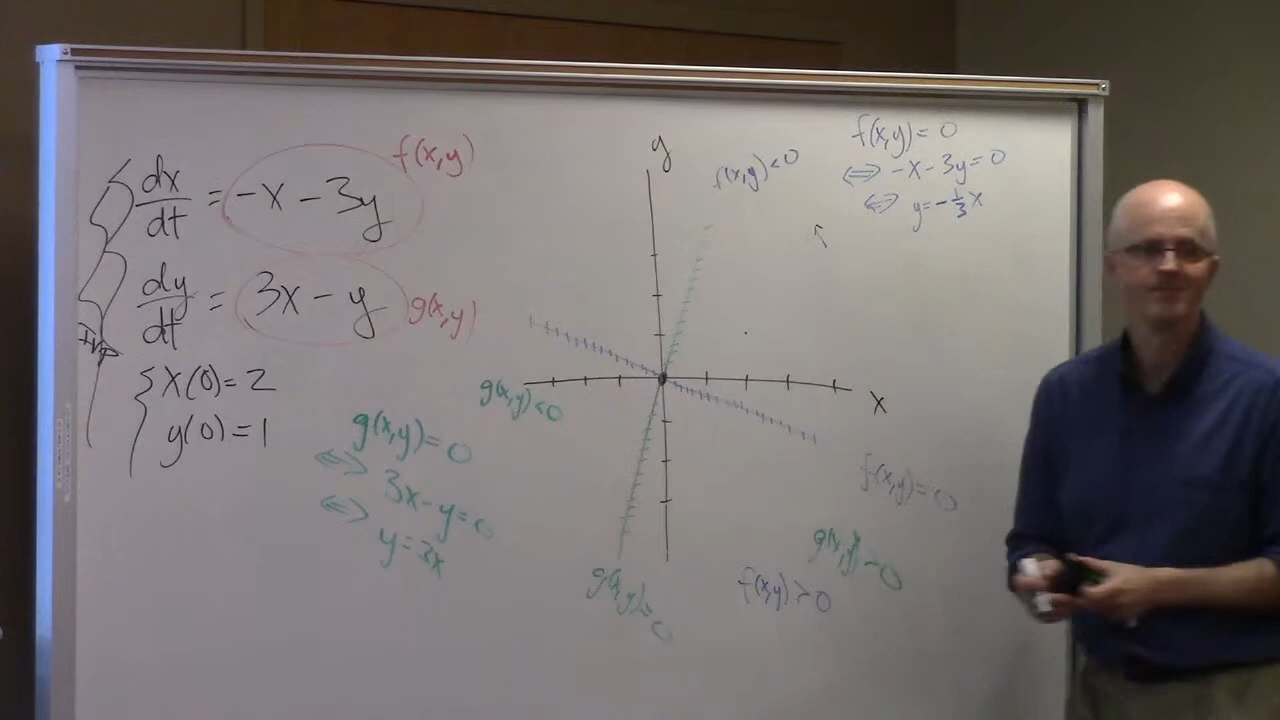 dx/dt = -x - 3y f(x,y)
dy/dt = 3x - y g(x,y)
IVP
x(0) = 2
y(0) = 1
g(x,y) = 0
⇔ 3x - y = 0
⇔ y = 3x
y
x
f(x,y) < 0
g(x,y) < 0
f(x,y) = 0
g(x,y) = 0
f(x,y) > 0
f(x,y) = 0
⇔ -x - 3y = 0
⇔ y = -1/3 x